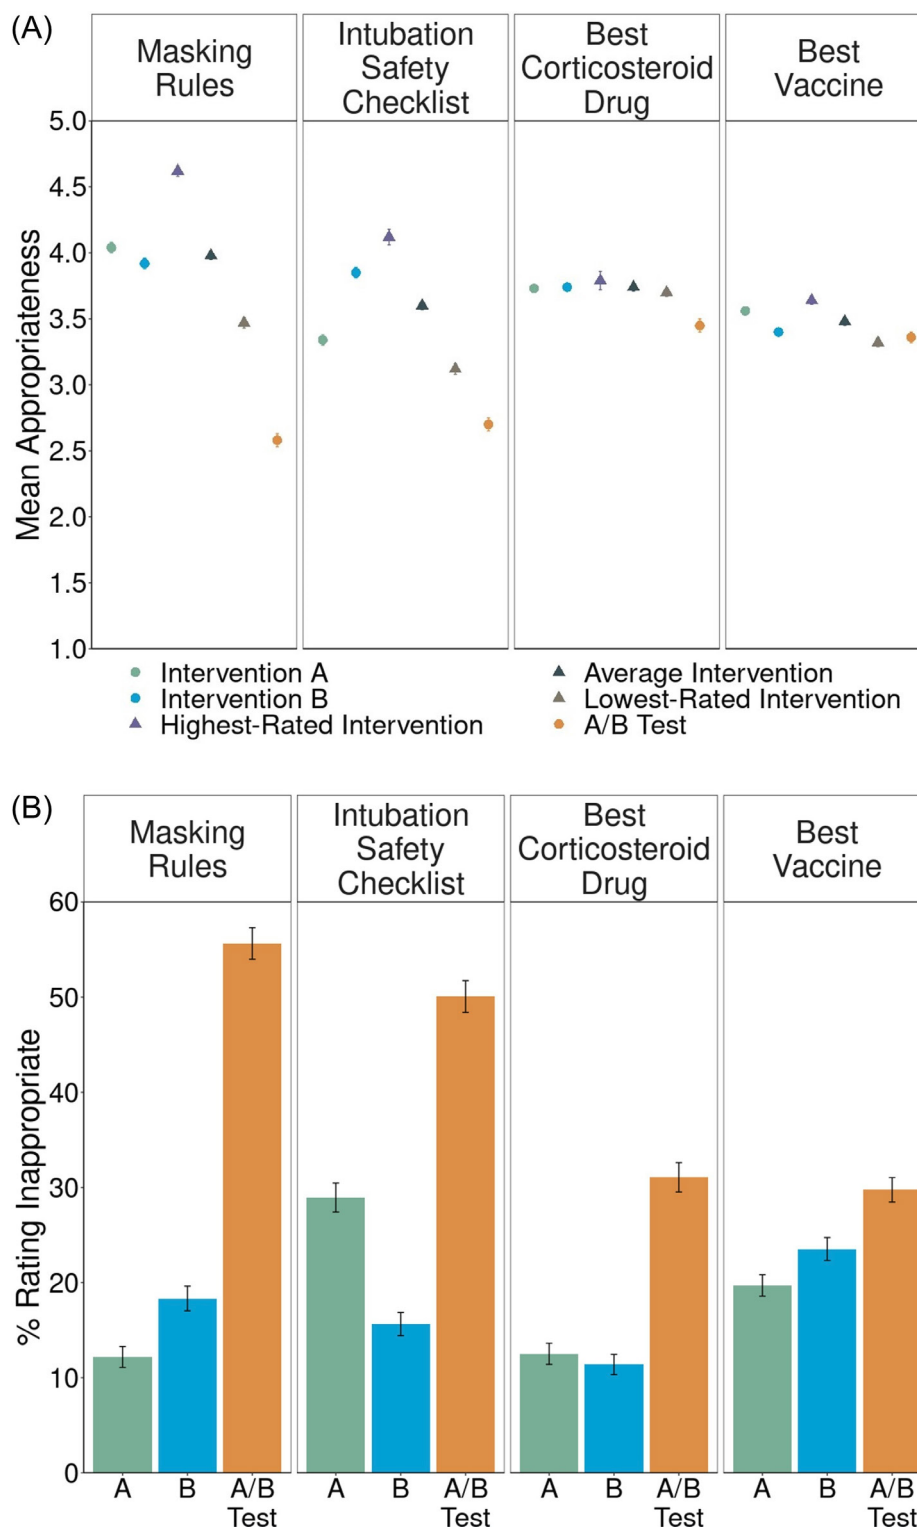 (A)
Masking
Rules
Intubation
Safety
Checklist
Best
Corticosteroid
Drug
Best
Vaccine
Mean Appropriateness
5.0
4.5
4.0
3.5
3.0
2.5
2.0
1.5
1.0
Intervention A
Intervention B
Highest-Rated Intervention
Average Intervention
Lowest-Rated Intervention
A/B Test
(B)
Masking
Rules
Intubation
Safety
Checklist
Best
Corticosteroid
Drug
Best
Vaccine
% Rating Inappropriate
60
50
40
30
20
10
0
A B A/B Test
A B A/B Test
A B A/B Test
A B A/B Test